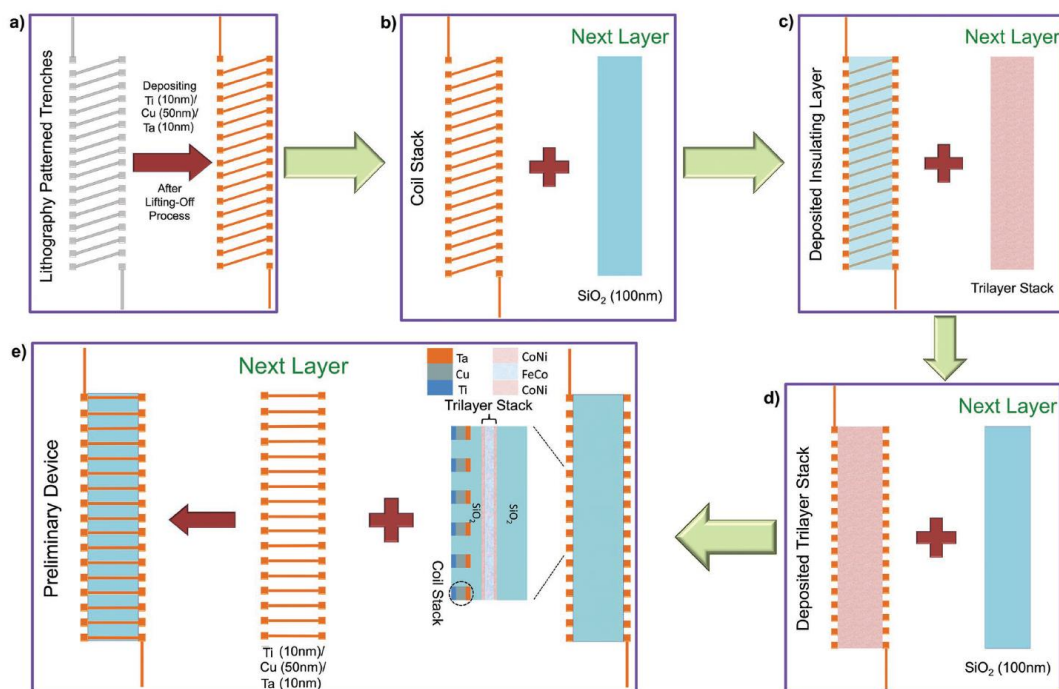 a)
Lithography Patterned Trenches
Depositing
Ti (10nm)/
Cu (50nm)/
Ta (10nm)
After
Lifting-Off
Process
b)
Next Layer
Coil Stack
SiO2 (100nm)
c)
Next Layer
Deposited Insulating Layer
Trilayer Stack
d)
Next Layer
Deposited Trilayer Stack
SiO2 (100nm)
e)
Next Layer
Preliminary Device
Ti (10nm)/
Cu (50nm)/
Ta (10nm)
Ta
Cu
Ti
CoNi
FeCo
CoNi
Trilayer Stack
SiO2
SiO2
Coil Stack